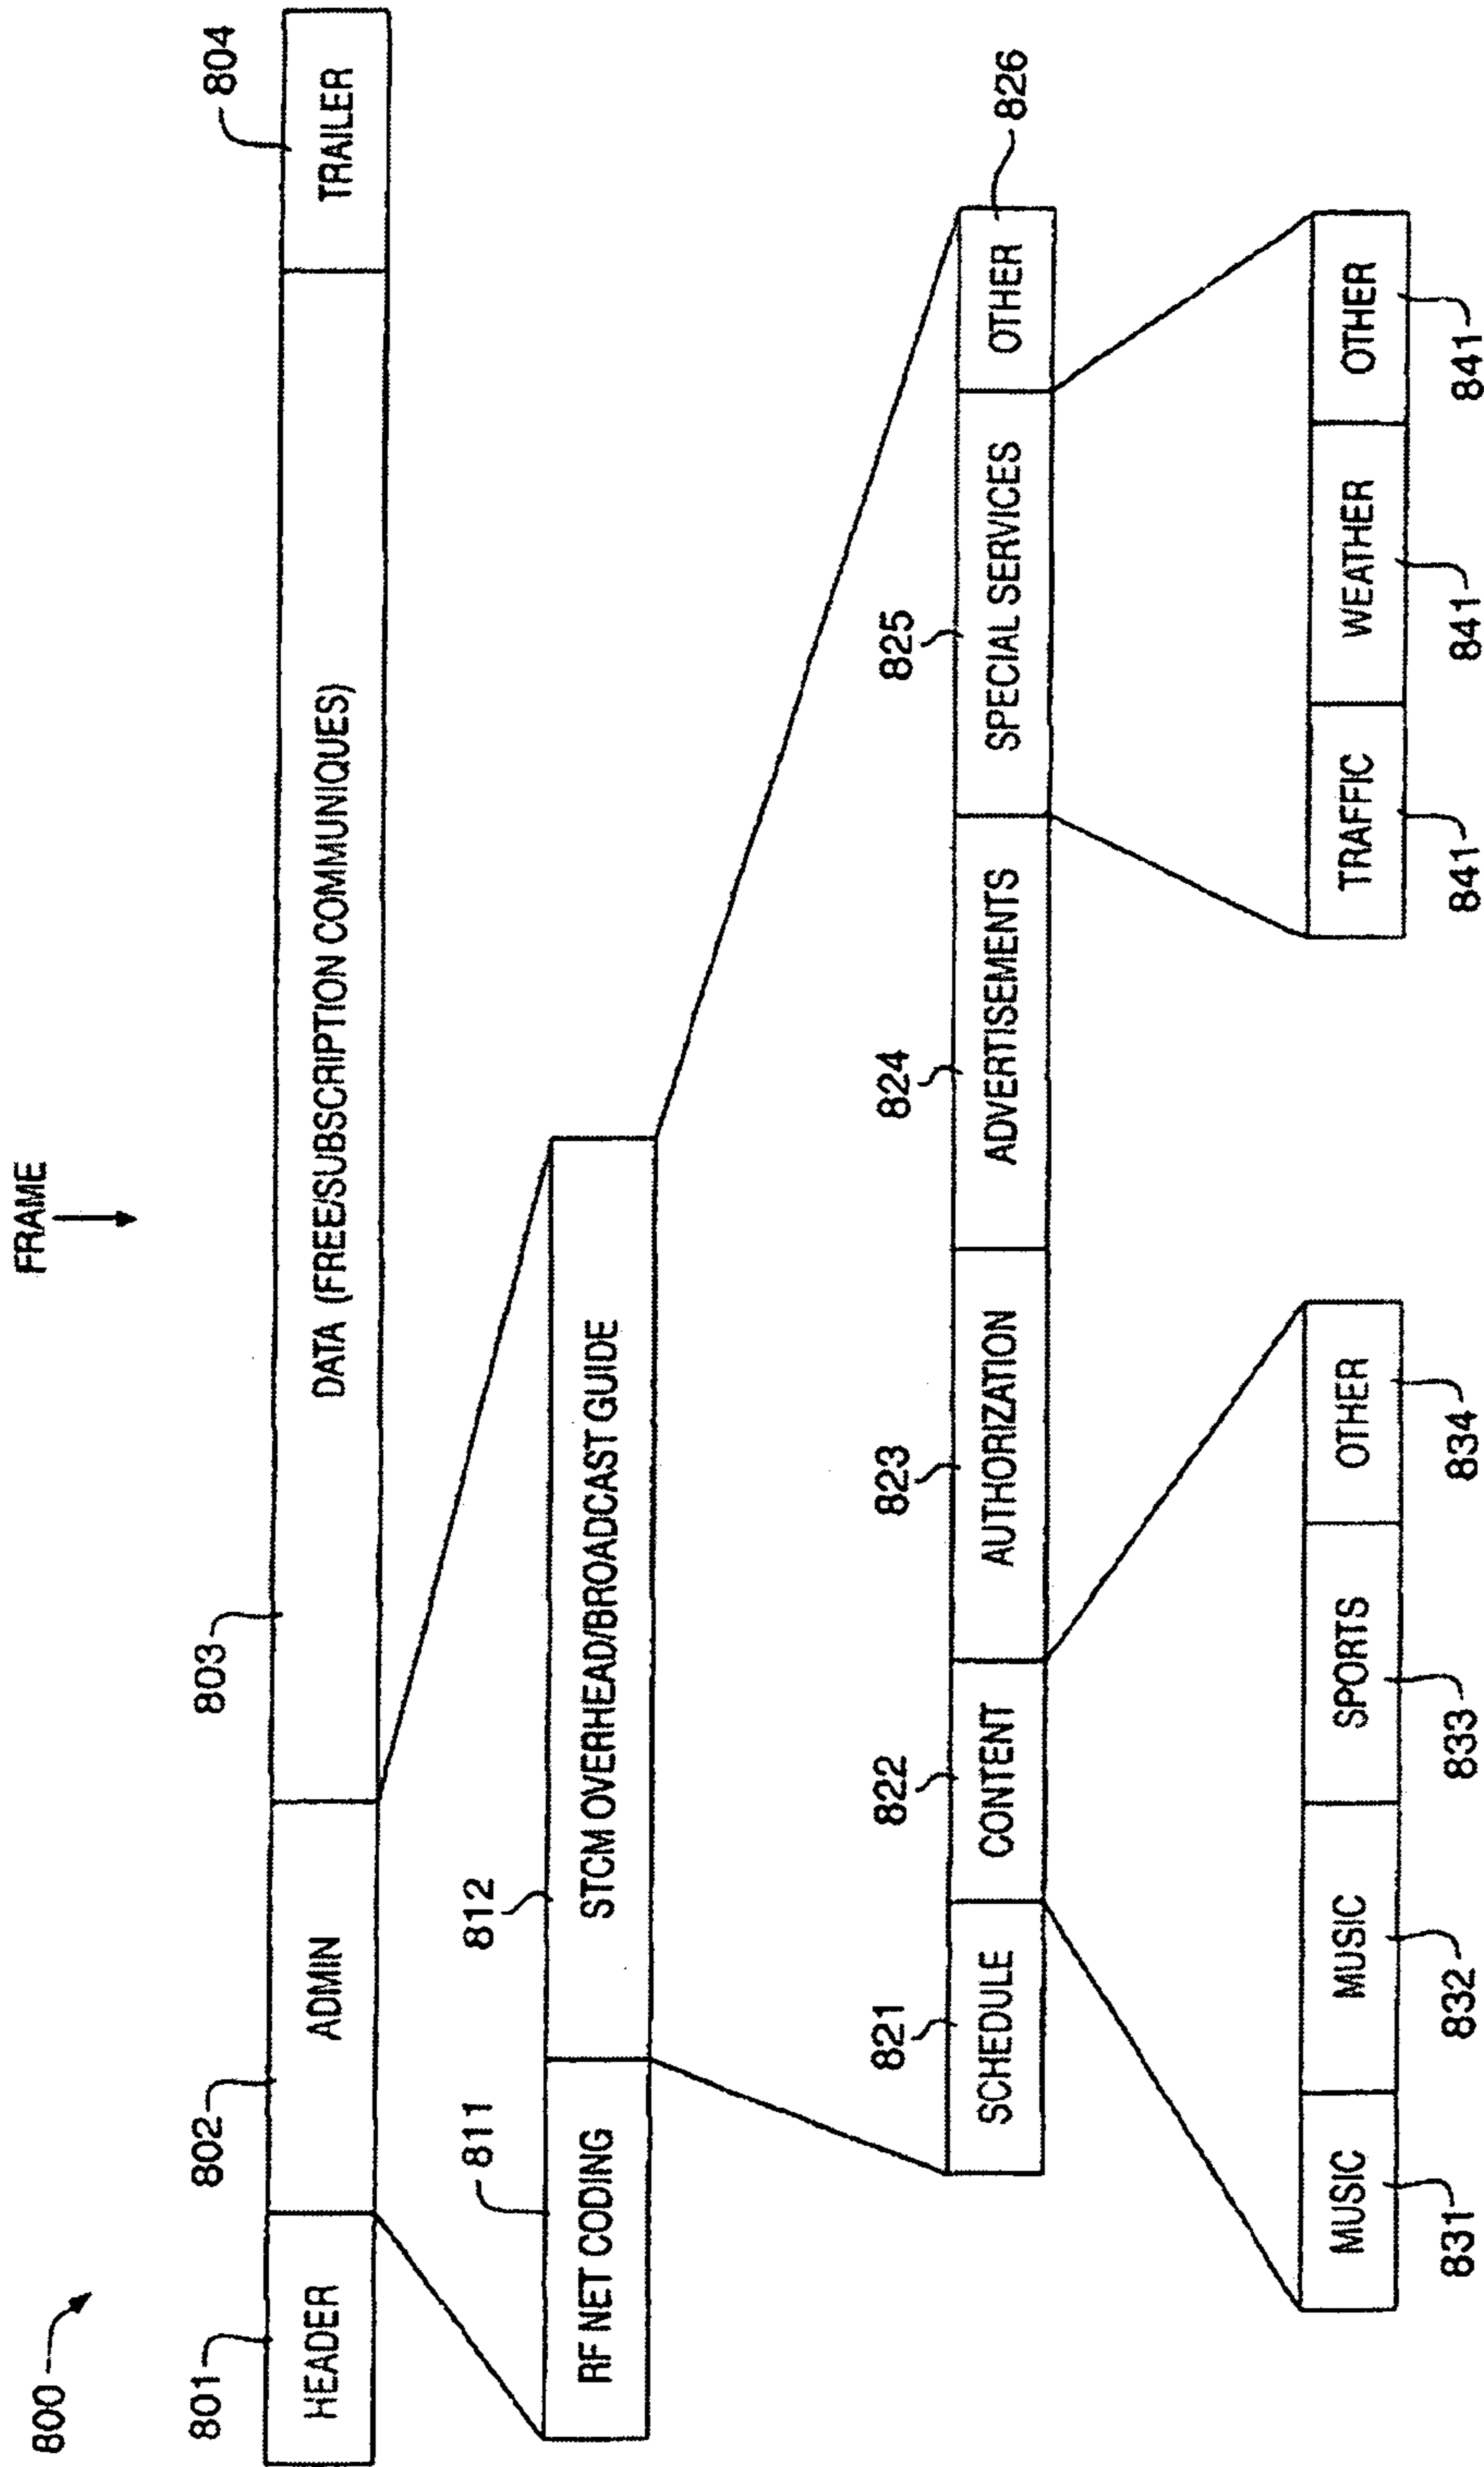 FRAME
800
801
802
803
804
HEADER
ADMIN
DATA (FREE/SUBSCRIPTION COMMUNIQUES)
TRAILER
811
812
RF NET CODING
STCM OVERHEAD/BROADCAST GUIDE
821
822
823
824
825
SCHEDULE
CONTENT
AUTHORIZATION
ADVERTISEMENTS
SPECIAL SERVICES
OTHER
826
MUSIC
MUSIC
SPORTS
OTHER
831
832
833
834
TRAFFIC
WEATHER
OTHER
841
841
841